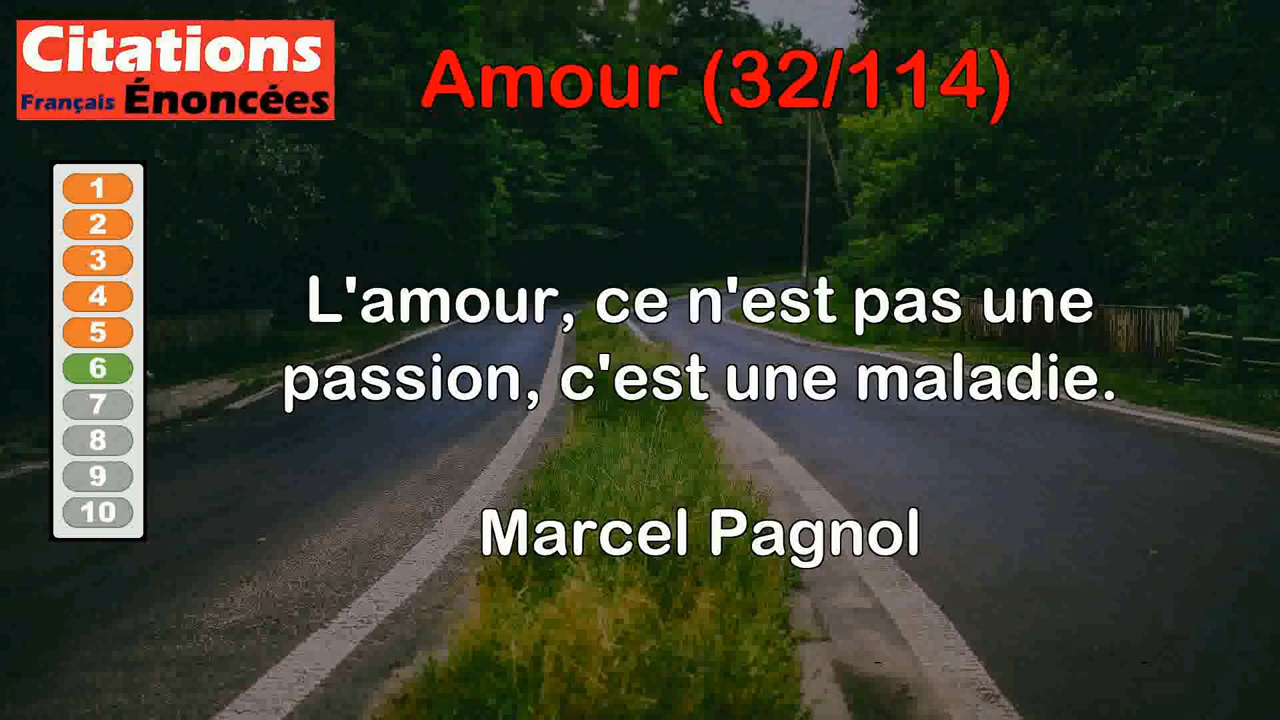 Citations
Français Énoncées
Amour (32/114)
1
2
3
4
5
6
7
8
9
10
L'amour, ce n'est pas une
passion, c'est une maladie.
Marcel Pagnol